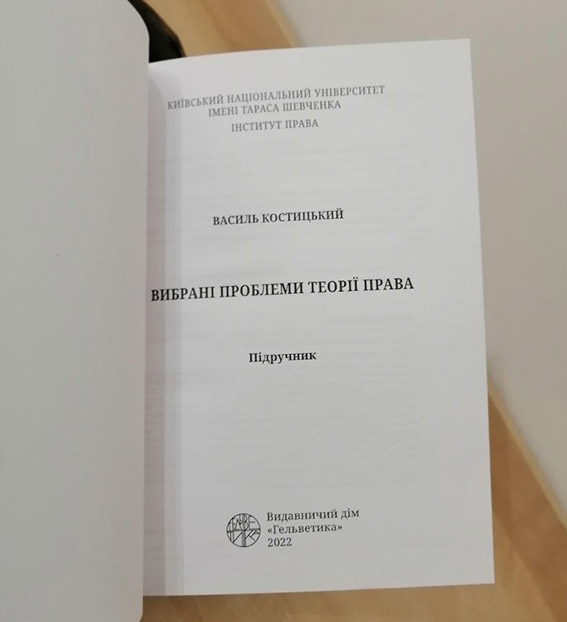 КИЇВСЬКИЙ НАЦІОНАЛЬНИЙ УНІВЕРСИТЕТ
ІМЕНІ ТАРАСА ШЕВЧЕНКА
ІНСТИТУТ ПРАВА
ВАСИЛЬ КОСТИЦЬКИЙ
ВИБРАНІ ПРОБЛЕМИ ТЕОРІЇ ПРАВА
Підручник
Видавничий дім
«Гельветика»
2022